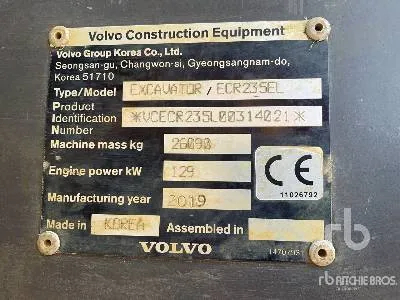 Volvo Construction Equipment
Volvo Group Korea Co., Ltd.
Seongsan-gu, Changwon-si, Gyeongsangnam-do,
Korea 51710
Type/Model EXCAVATOR / ECR235EL
Product
Identification *VCECR235L00314021*
Number
Machine mass kg 26090
Engine power kW 129
Manufacturing year 2019
CE
11026792
Made in KOREA Assembled in
VOLVO
rb
RITCHIE BROS